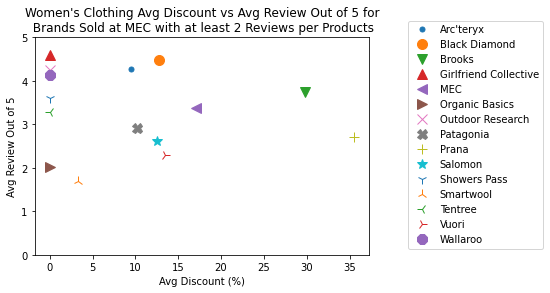 Women's Clothing Avg Discount vs Avg Review Out of 5 for
Brands Sold at MEC with at least 2 Reviews per Products
Avg Review Out of 5
5
4
3
2
1
0
0 5 10 15 20 25 30 35
Avg Discount (%)
Arc'teryx
Black Diamond
Brooks
Girlfriend Collective
MEC
Organic Basics
Outdoor Research
Patagonia
Prana
Salomon
Showers Pass
Smartwool
Tentree
Vuori
Wallaroo